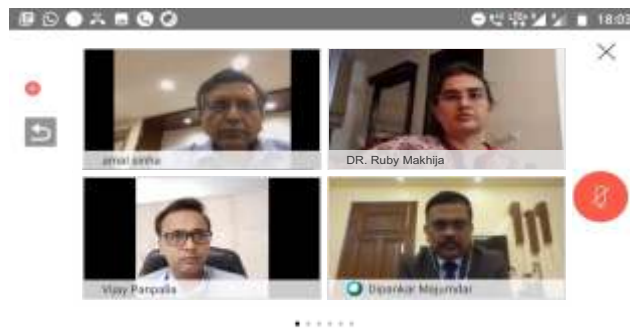 18:03
amal sinha
DR. Ruby Makhija
Vijay Panpalia
Dipankar Majumdar